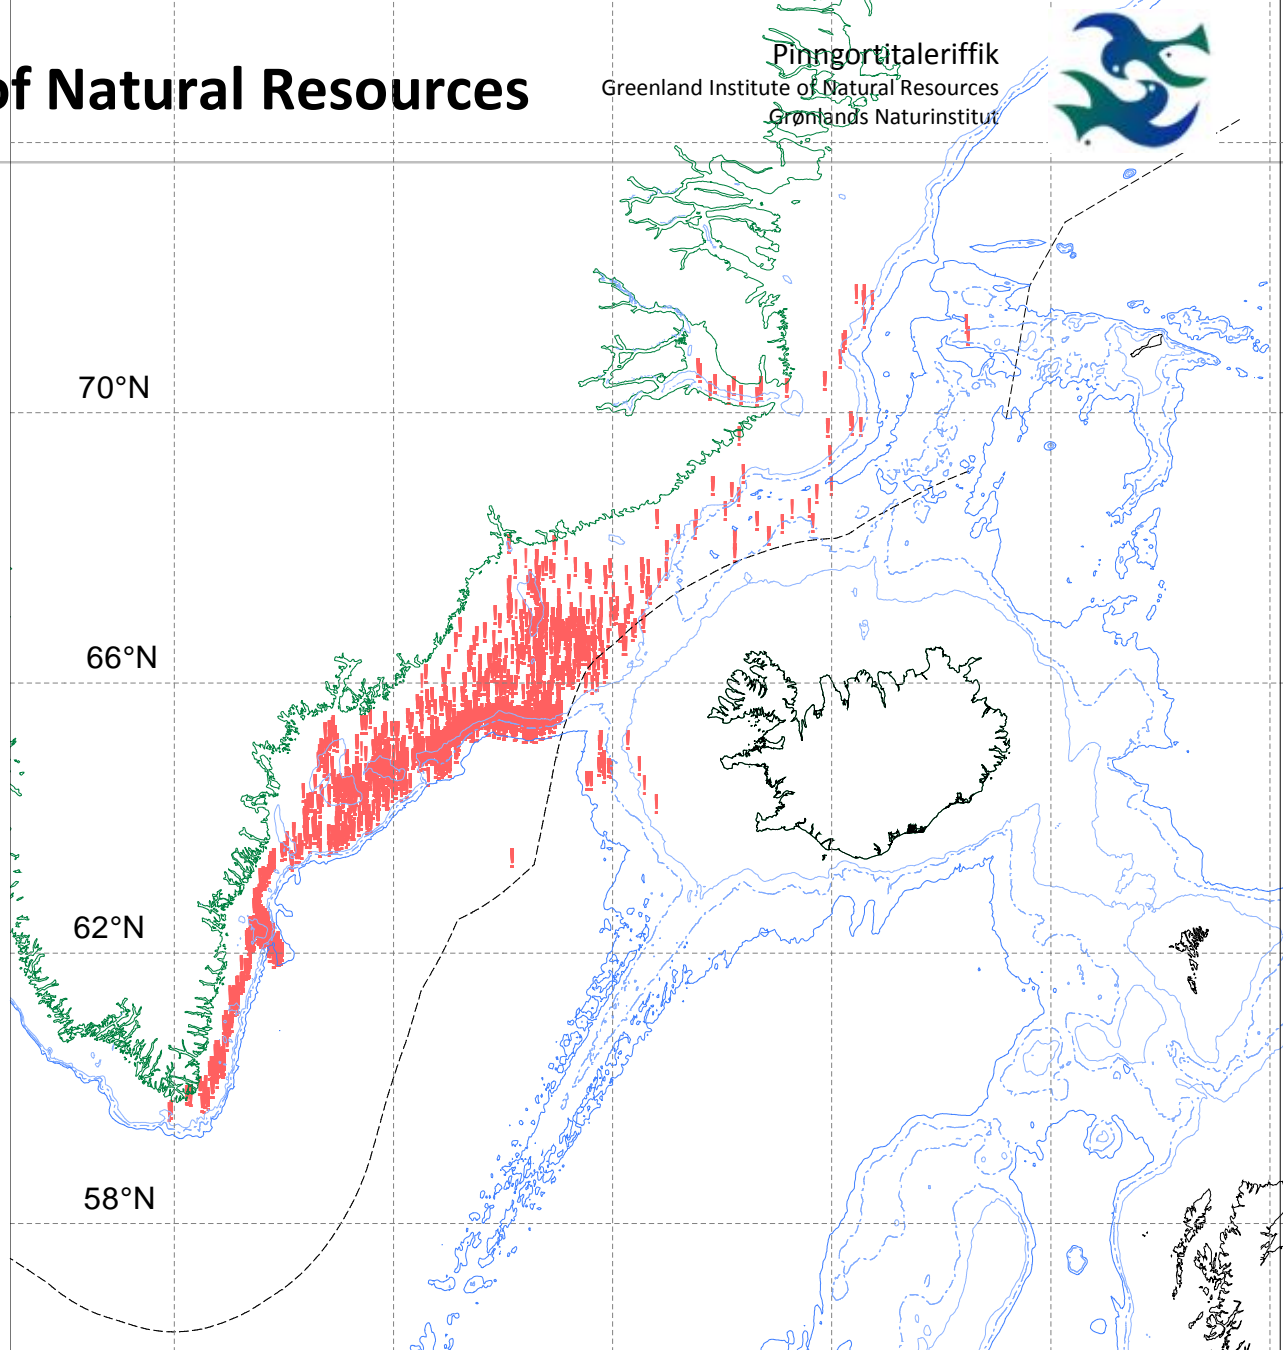 of Natural Resources
Pinngortitaleriffik
Greenland Institute of Natural Resources
Grønlands Naturinstitut
70°N
66°N
62°N
58°N